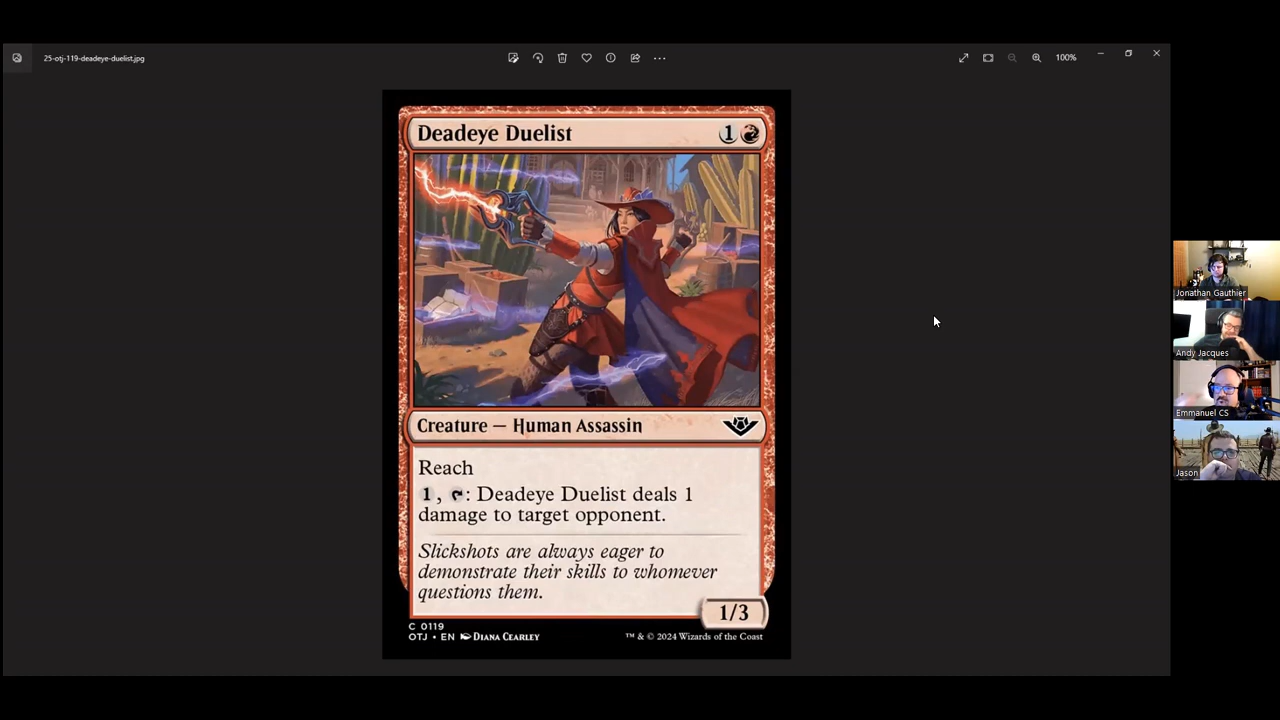 25-otj-119-deadeye-duelist.jpg
100%
Deadeye Duelist
1
Creature — Human Assassin
Reach
1, : Deadeye Duelist deals 1
damage to target opponent.
Slickshots are always eager to
demonstrate their skills to whomever
questions them.
1/3
C 0119
OTJ • EN Diana Cearley
™ & © 2024 Wizards of the Coast
Jonathan Gauthier
Andy Jacques
Emmanuel CS
Jason